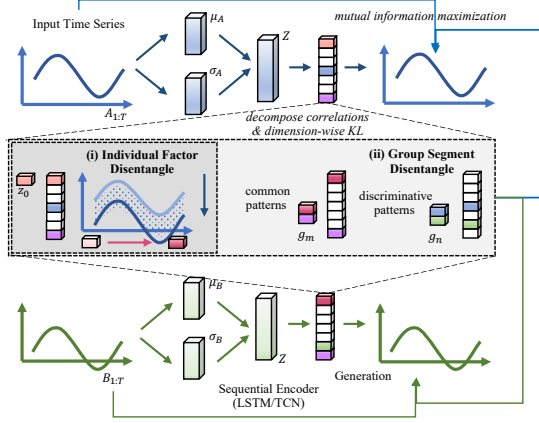 Input Time Series
μA
Z
mutual information maximization
σA
A1:T
decompose correlations
& dimension-wise KL
(i) Individual Factor
Disentangle
z0
(ii) Group Segment
Disentangle
common
patterns
gm
discriminative
patterns
gn
μB
σB
Z
B1:T
Sequential Encoder
(LSTM/TCN)
Generation